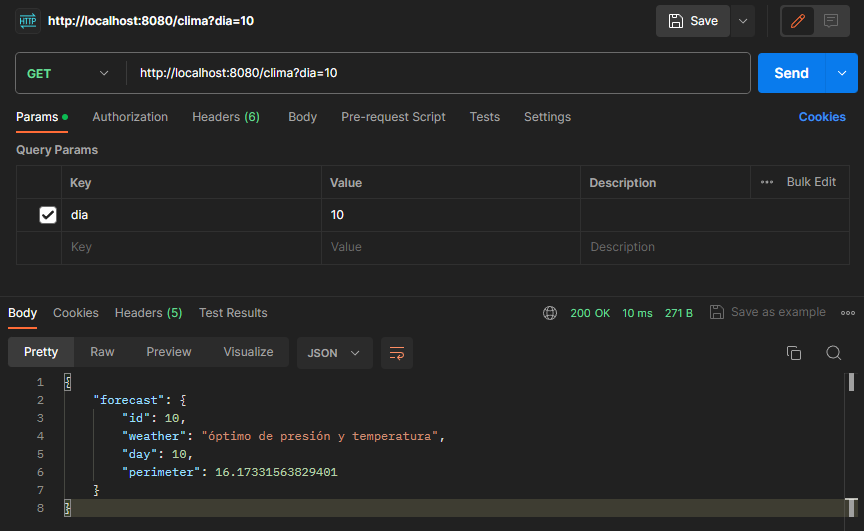 HTTP http://localhost:8080/clima?dia=10 Save
GET http://localhost:8080/clima?dia=10 Send
Params Authorization Headers (6) Body Pre-request Script Tests Settings Cookies
Query Params
Key Value Description Bulk Edit
dia 10
Key Value Description
Body Cookies Headers (5) Test Results 200 OK 10 ms 271 B Save as example
Pretty Raw Preview Visualize JSON
1 {
2 "forecast": {
3 "id": 10,
4 "weather": "óptimo de presión y temperatura",
5 "day": 10,
6 "perimeter": 16.17331563829401
7 }
8 }